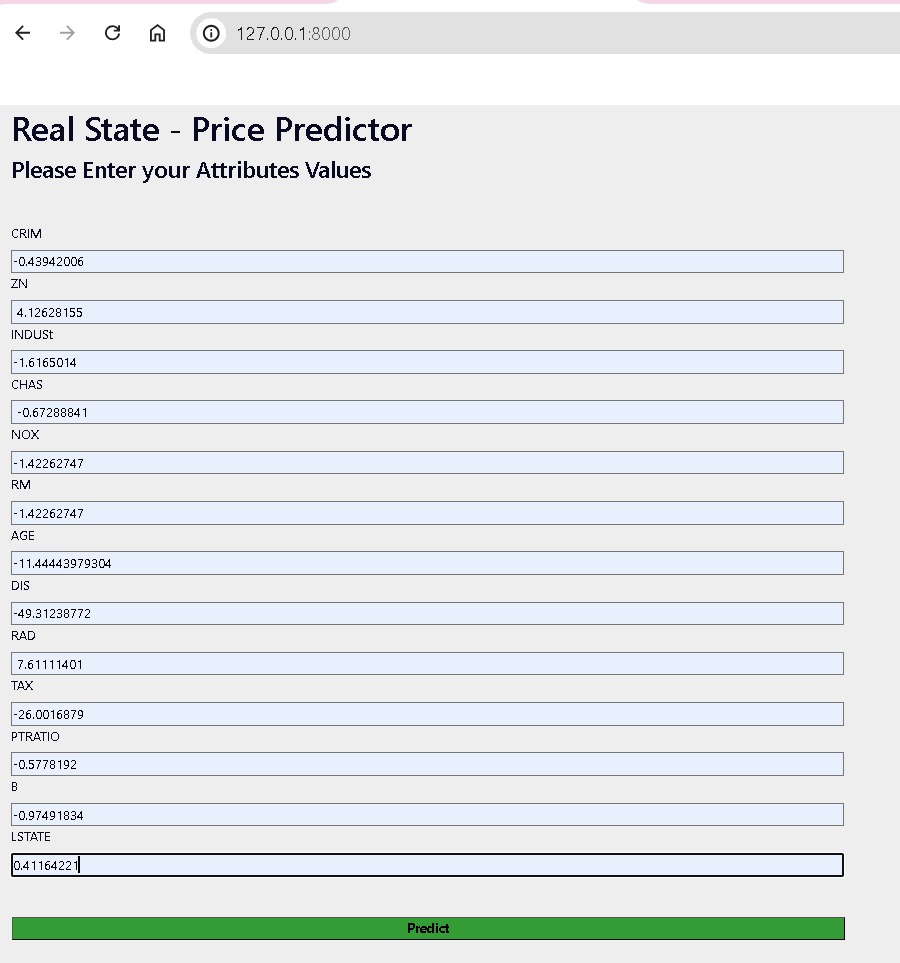 127.0.0.1:8000
Real State - Price Predictor
Please Enter your Attributes Values
CRIM
-0.43942006
ZN
4.12628155
INDUSt
-1.6165014
CHAS
-0.67288841
NOX
-1.42262747
RM
-1.42262747
AGE
-11.44443979304
DIS
-49.31238772
RAD
7.61111401
TAX
-26.0016879
PTRATIO
-0.5778192
B
-0.97491834
LSTATE
0.41164221
Predict